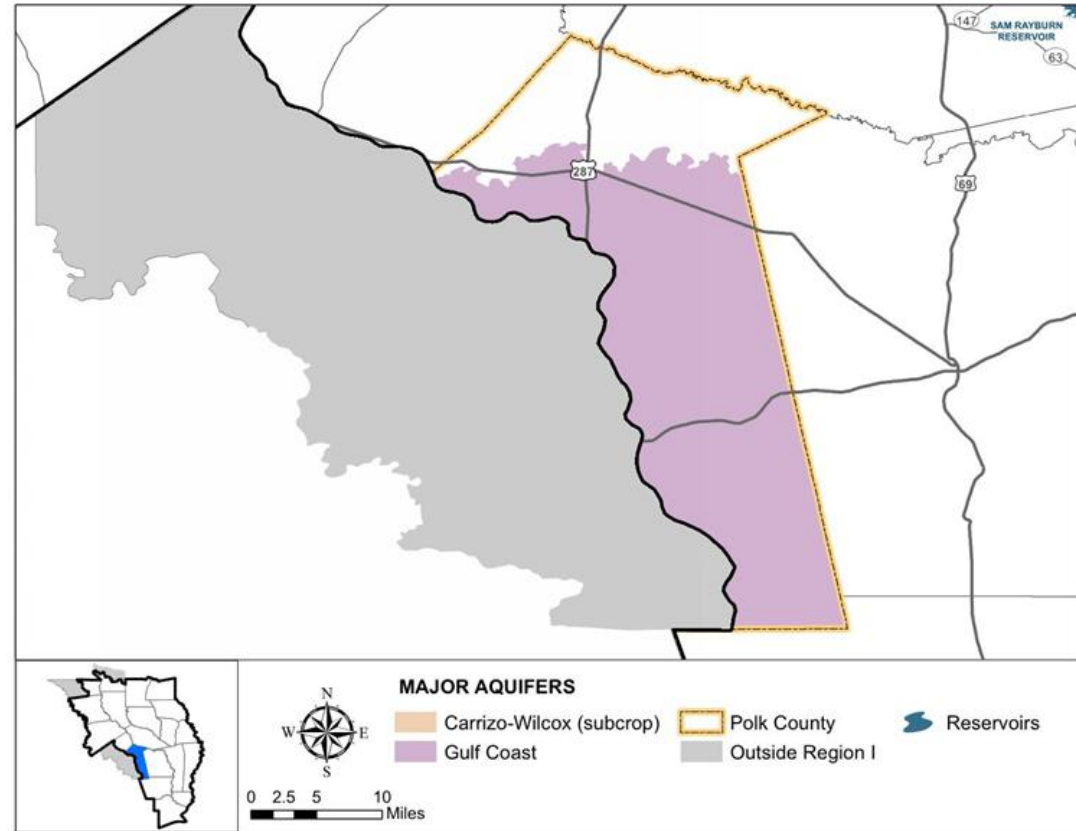 147
SAM RAYBURN
RESERVOIR
63
287
69
MAJOR AQUIFERS
Carrizo-Wilcox (subcrop)
Gulf Coast
Polk County
Outside Region I
Reservoirs
N
W E
S
0 2.5 5 10
Miles